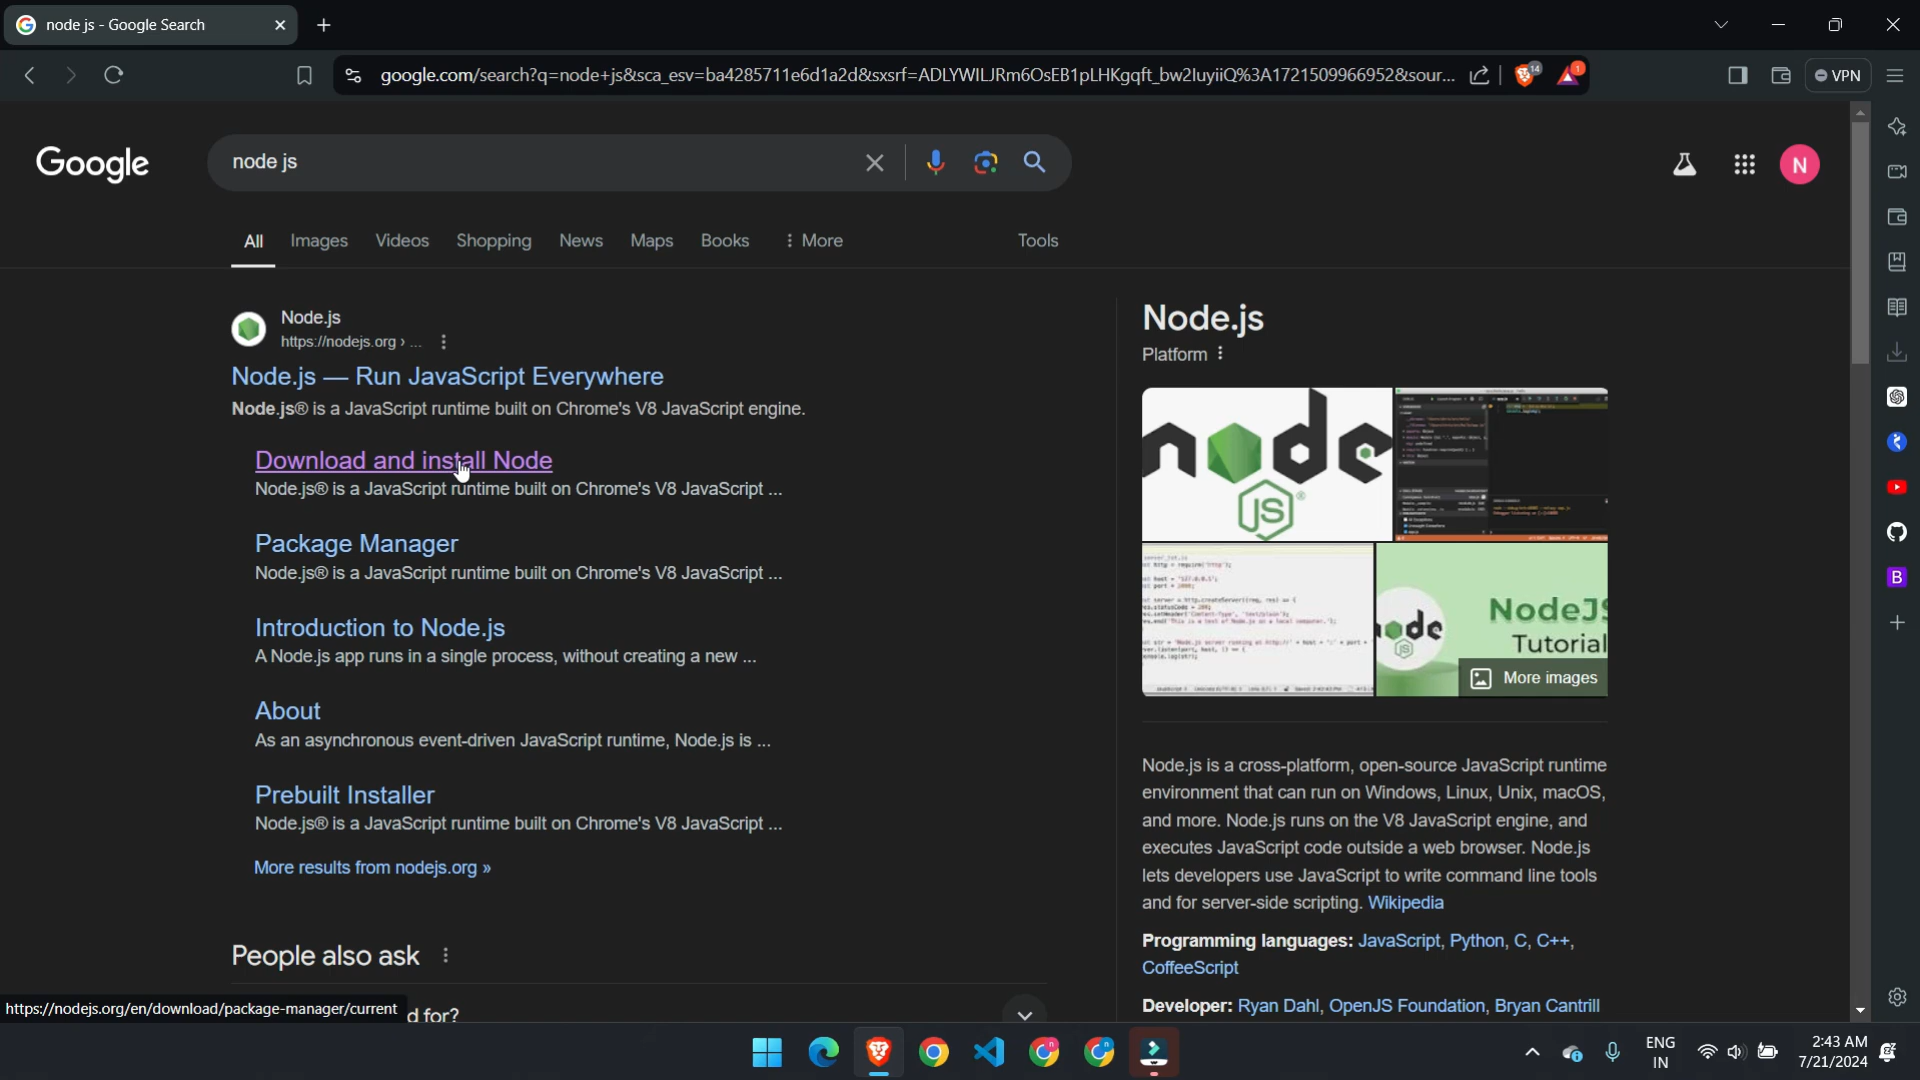 node js - Google Search
google.com/search?q=node+js&sca_esv=ba4285711e6d1a2d&sxsrf=ADLYWILJRm6OsEB1pLHKgqft_bw2luyiiQ%3A1721509966952&sour...
14
1
VPN
Google
node js
N
All
Images
Videos
Shopping
News
Maps
Books
More
Tools
Node.js
https://nodejs.org › ...
Node.js — Run JavaScript Everywhere
Node.js® is a JavaScript runtime built on Chrome's V8 JavaScript engine.
Download and install Node
Node.js® is a JavaScript runtime built on Chrome's V8 JavaScript ...
Package Manager
Node.js® is a JavaScript runtime built on Chrome's V8 JavaScript ...
Introduction to Node.js
A Node.js app runs in a single process, without creating a new ...
About
As an asynchronous event-driven JavaScript runtime, Node.js is ...
Prebuilt Installer
Node.js® is a JavaScript runtime built on Chrome's V8 JavaScript ...
More results from nodejs.org »
People also ask
d for?
https://nodejs.org/en/download/package-manager/current
Node.js
Platform
node
JS
node
NodeJS
Tutorial
More images
Node.js is a cross-platform, open-source JavaScript runtime
environment that can run on Windows, Linux, Unix, macOS,
and more. Node.js runs on the V8 JavaScript engine, and
executes JavaScript code outside a web browser. Node.js
lets developers use JavaScript to write command line tools
and for server-side scripting. Wikipedia
Programming languages: JavaScript, Python, C, C++,
CoffeeScript
Developer: Ryan Dahl, OpenJS Foundation, Bryan Cantrill
B
ENG
IN
2:43 AM
7/21/2024